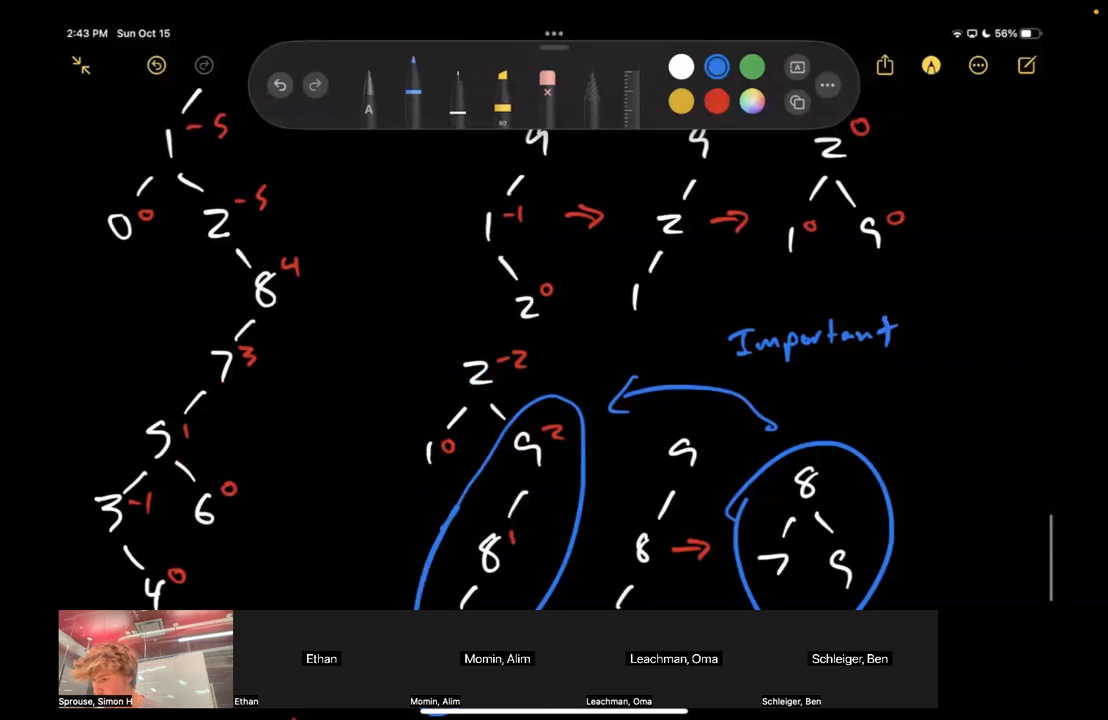 2:43 PM Sun Oct 15
56%
A
80
A
1 -5
0 0
2 -5
8 4
7 3
5 1
3 -1
6 0
4 0
9
1 -1
2 0
9
2
1
2 0
1 0
9 0
Important
2 -2
1 0
9 2
8 1
9
8
8
7 9
Ethan
Momin, Alim
Leachman, Oma
Schleiger, Ben
Sprouse, Simon H
Ethan
Momin, Alim
Leachman, Oma
Schleiger, Ben